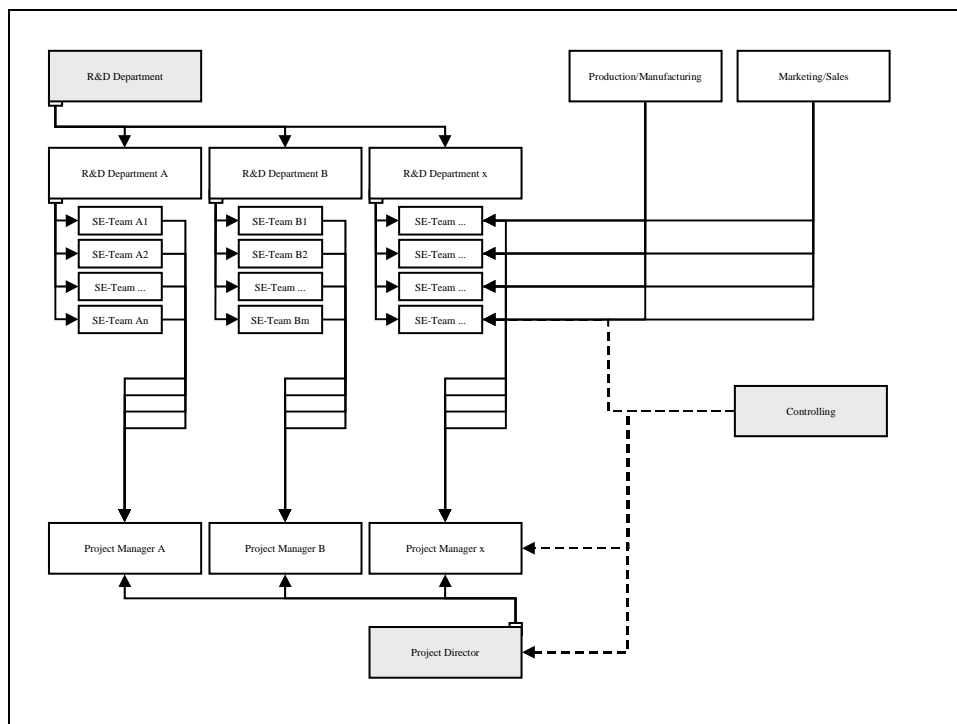 R&D Department
Production/Manufacturing
Marketing/Sales
R&D Department A
R&D Department B
R&D Department x
SE-Team A1
SE-Team B1
SE-Team ...
SE-Team A2
SE-Team B2
SE-Team ...
SE-Team ...
SE-Team ...
SE-Team ...
SE-Team An
SE-Team Bm
SE-Team ...
Controlling
Project Manager A
Project Manager B
Project Manager x
Project Director